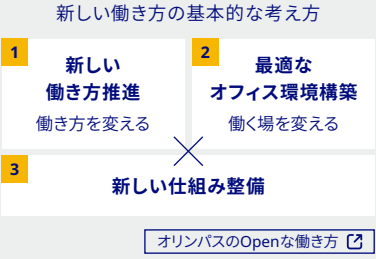 新しい働き方の基本的な考え方
1
新しい
働き方推進
働き方を変える
2
最適な
オフィス環境構築
働く場を変える
3
新しい仕組み整備
オリンパスのOpenな働き方